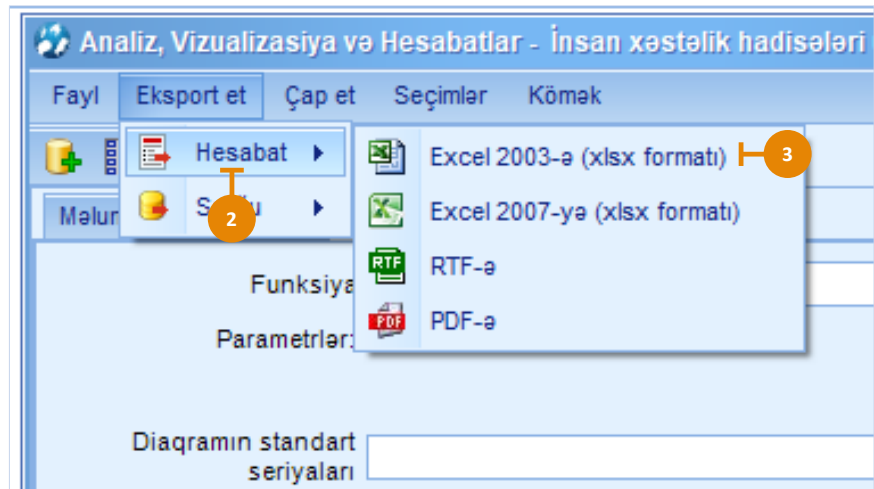 Analiz, Vizualizasiya və Hesabatlar - İnsan xəstəlik hadisələri
Fayl Eksport et Çap et Seçimlər Kömək
Hesabat Excel 2003-ə (xlsx formatı) 3
2
Excel 2007-yə (xlsx formatı)
RTF-ə
PDF-ə
Funksiya
Parametrlər:
Diaqramın standart
seriyaları